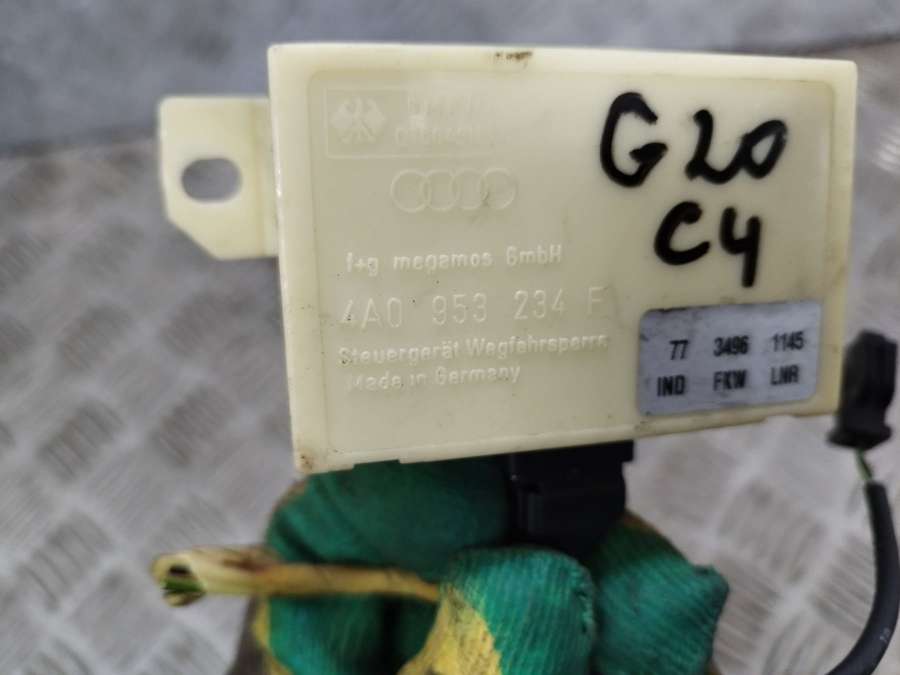 G20
C4
f+g megamos GmbH
4A0 953 234 F
Steuergerät Wegfahrsperre
Made in Germany
77 3496 1145
IND FKW LNR